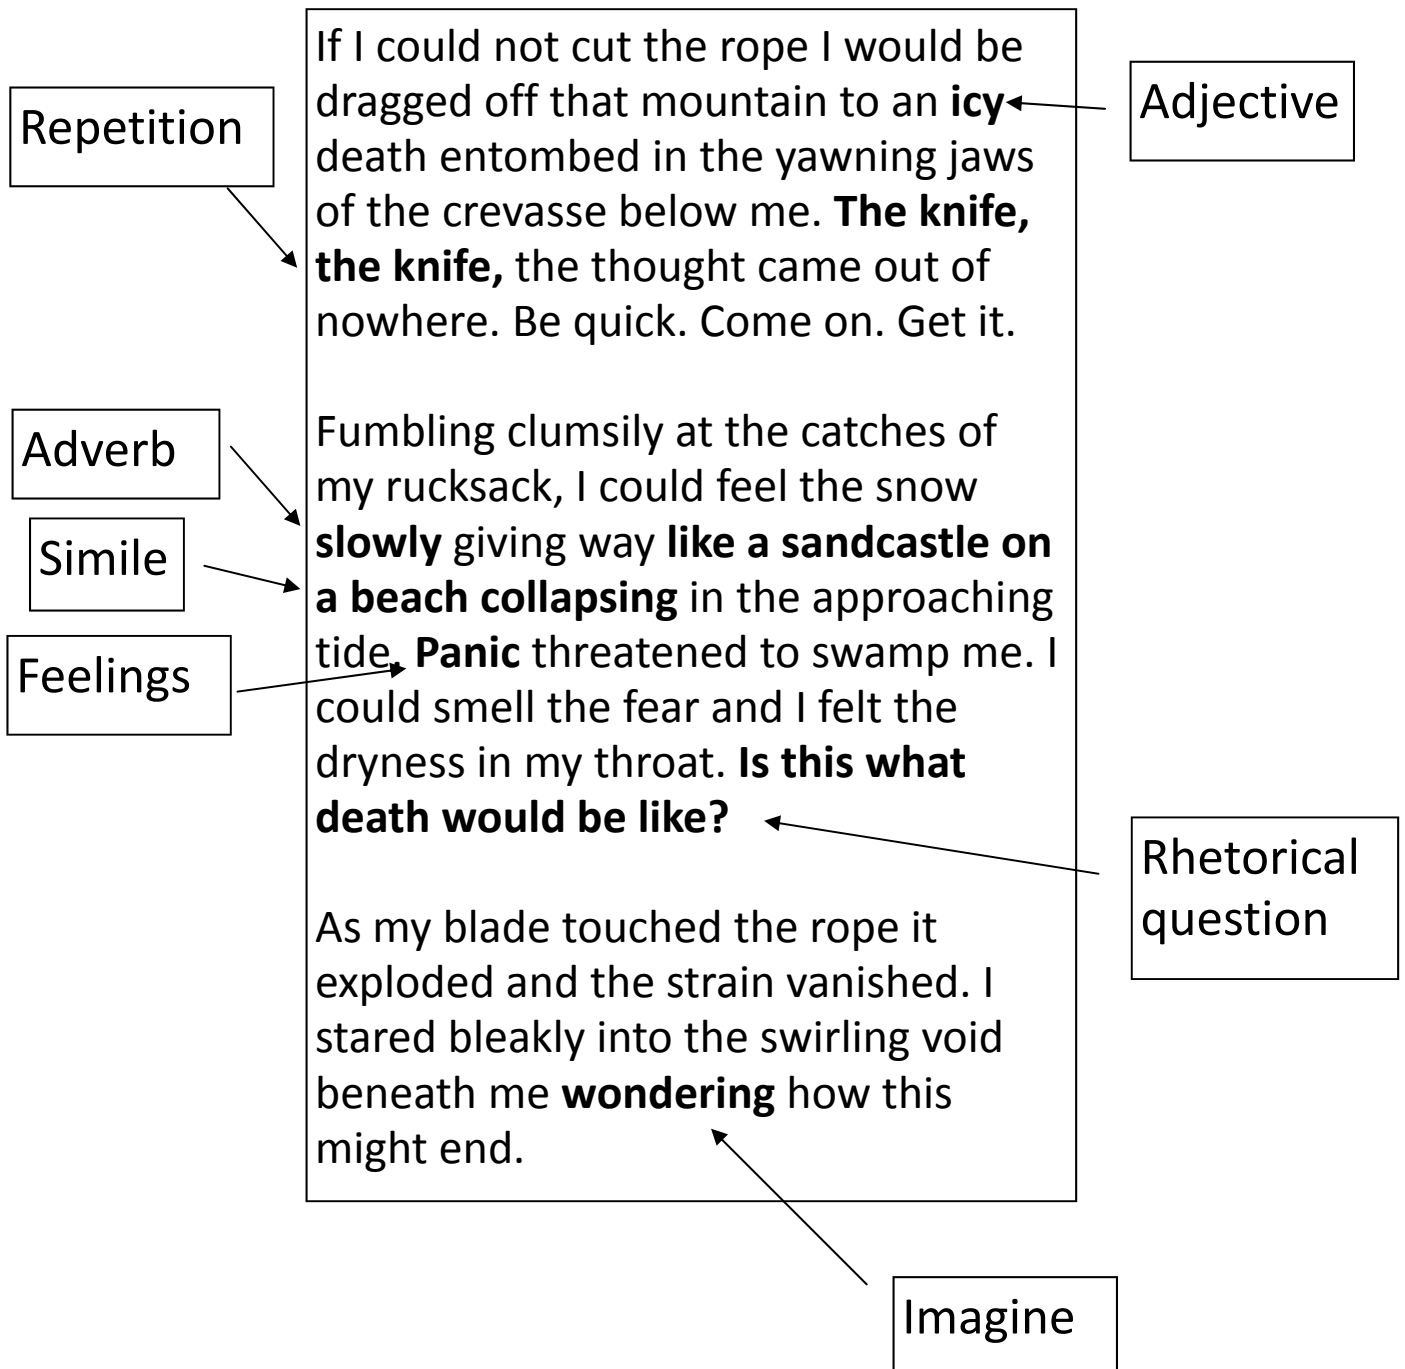 If I could not cut the rope I would be
dragged off that mountain to an icy
death entombed in the yawning jaws
of the crevasse below me. The knife,
the knife, the thought came out of
nowhere. Be quick. Come on. Get it.
Fumbling clumsily at the catches of
my rucksack, I could feel the snow
slowly giving way like a sandcastle on
a beach collapsing in the approaching
tide. Panic threatened to swamp me. I
could smell the fear and I felt the
dryness in my throat. Is this what
death would be like?
As my blade touched the rope it
exploded and the strain vanished. I
stared bleakly into the swirling void
beneath me wondering how this
might end.
Repetition
Adverb
Simile
Feelings
Adjective
Rhetorical
question
Imagine